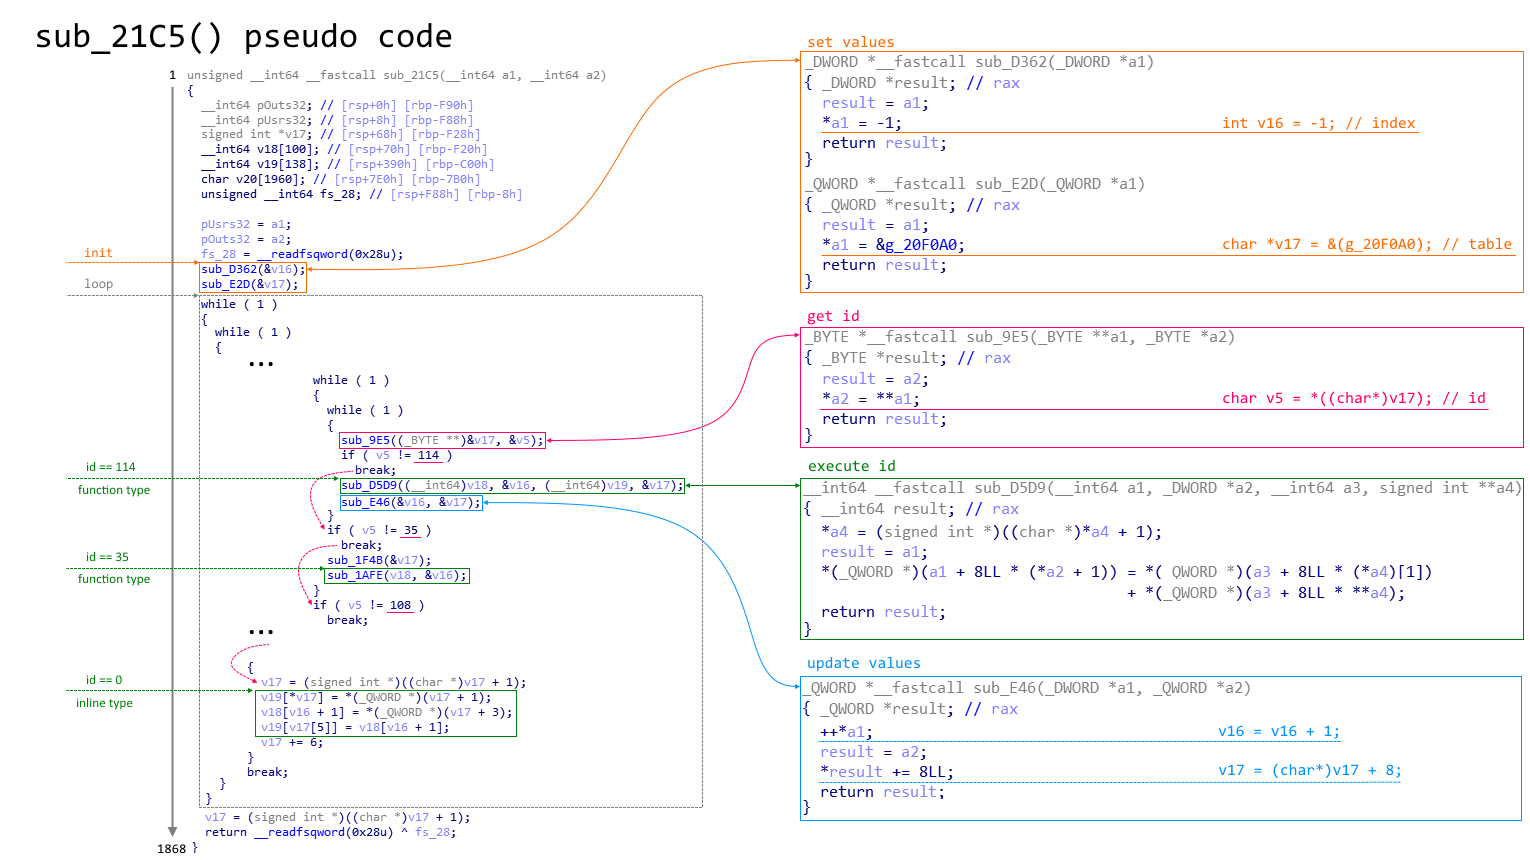 sub_21C5() pseudo code
1 unsigned __int64 __fastcall sub_21C5(__int64 a1, __int64 a2)
{
__int64 pOuts32; // [rsp+0h] [rbp-F90h]
__int64 pUsrs32; // [rsp+8h] [rbp-F88h]
signed int *v17; // [rsp+68h] [rbp-F28h]
__int64 v18[100]; // [rsp+70h] [rbp-F20h]
__int64 v19[138]; // [rsp+390h] [rbp-C00h]
char v20[1960]; // [rsp+7E0h] [rbp-7B0h]
unsigned __int64 fs_28; // [rsp+F88h] [rbp-8h]
pUsrs32 = a1;
pOuts32 = a2;
fs_28 = __readfsqword(0x28u);
init
sub_D362(&v16);
sub_E2D(&v17);
loop
while ( 1 )
{
while ( 1 )
{
...
while ( 1 )
{
while ( 1 )
{
sub_9E5((_BYTE **)&v17, &v5);
if ( v5 != 114 )
break;
id == 114
function type
sub_D5D9((__int64)v18, &v16, (__int64)v19, &v17);
sub_E46(&v16, &v17);
}
if ( v5 != 35 )
break;
id == 35
function type
sub_1F4B(&v17);
sub_1AFE(v18, &v16);
}
if ( v5 != 108 )
break;
...
{
id == 0
inline type
v17 = (signed int *)((char *)v17 + 1);
v19[*v17] = *(_QWORD *)(v17 + 1);
v18[v16 + 1] = *(_QWORD *)(v17 + 3);
v19[v17[5]] = v18[v16 + 1];
v17 += 6;
}
break;
}
}
v17 = (signed int *)((char *)v17 + 1);
return __readfsqword(0x28u) ^ fs_28;
1868 }
set values
_DWORD *__fastcall sub_D362(_DWORD *a1)
{ _DWORD *result; // rax
result = a1;
*a1 = -1; int v16 = -1; // index
return result;
}
_QWORD *__fastcall sub_E2D(_QWORD *a1)
{ _QWORD *result; // rax
result = a1;
*a1 = &g_20F0A0; char *v17 = &(g_20F0A0); // table
return result;
}
get id
_BYTE *__fastcall sub_9E5(_BYTE **a1, _BYTE *a2)
{ _BYTE *result; // rax
result = a2;
*a2 = **a1; char v5 = *((char*)v17); // id
return result;
}
execute id
__int64 __fastcall sub_D5D9(__int64 a1, _DWORD *a2, __int64 a3, signed int **a4)
{ __int64 result; // rax
*a4 = (signed int *)((char *)*a4 + 1);
result = a1;
*(_QWORD *)(a1 + 8LL * (*a2 + 1)) = *( QWORD *)(a3 + 8LL * (*a4)[1])
+ *(_QWORD *)(a3 + 8LL * **a4);
return result;
}
update values
_QWORD *__fastcall sub_E46(_DWORD *a1, _QWORD *a2)
{ _QWORD *result; // rax
++*a1; v16 = v16 + 1;
result = a2;
*result += 8LL; v17 = (char*)v17 + 8;
return result;
}